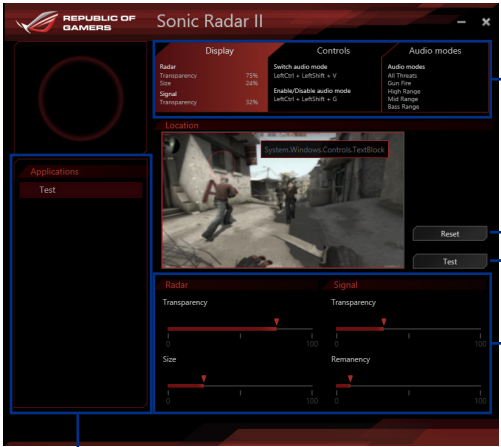 REPUBLIC OF
GAMERS
Sonic Radar II
Display
Controls
Audio modes
Radar
Transparency 75%
Size 24%
Signal
Transparency 32%
Switch audio mode
LeftCtrl + LeftShift + V
Enable/Disable audio mode
LeftCtrl + LeftShift + G
Audio modes
All Threats
Gun Fire
High Range
Mid Range
Bass Range
Location
System.Windows.Controls.TextBlock
Applications
Test
Reset
Test
Radar
Signal
Transparency
0 100
Transparency
0 100
Size
0 100
Remanency
0 100